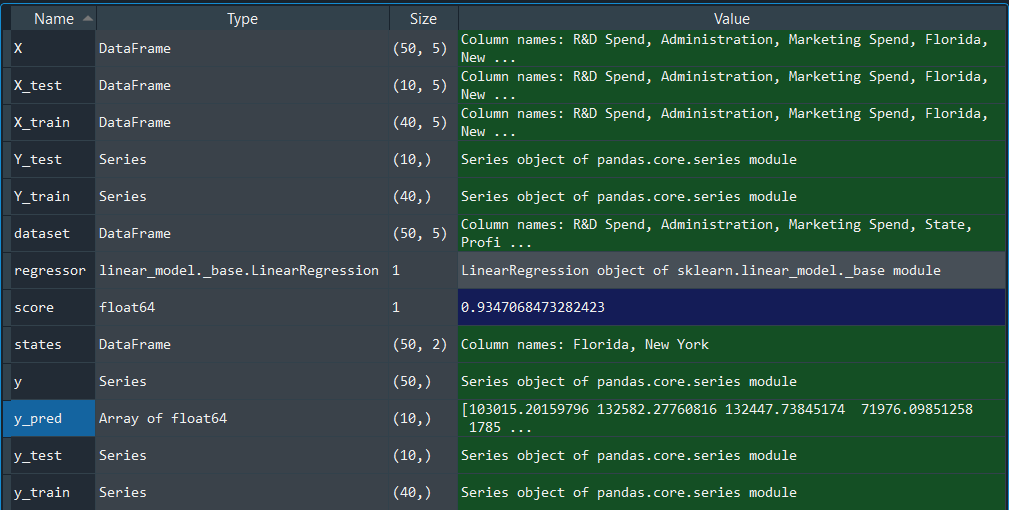 Name Type Size Value
X DataFrame (50, 5) Column names: R&D Spend, Administration, Marketing Spend, Florida,
New ...
X_test DataFrame (10, 5) Column names: R&D Spend, Administration, Marketing Spend, Florida,
New ...
X_train DataFrame (40, 5) Column names: R&D Spend, Administration, Marketing Spend, Florida,
New ...
Y_test Series (10,) Series object of pandas.core.series module
Y_train Series (40,) Series object of pandas.core.series module
dataset DataFrame (50, 5) Column names: R&D Spend, Administration, Marketing Spend, State,
Profi ...
regressor linear_model._base.LinearRegression 1 LinearRegression object of sklearn.linear_model._base module
score float64 1 0.9347068473282423
states DataFrame (50, 2) Column names: Florida, New York
y Series (50,) Series object of pandas.core.series module
y_pred Array of float64 (10,) [103015.20159796 132582.27760816 132447.73845174 71976.09851258
1785 ...
y_test Series (10,) Series object of pandas.core.series module
y_train Series (40,) Series object of pandas.core.series module